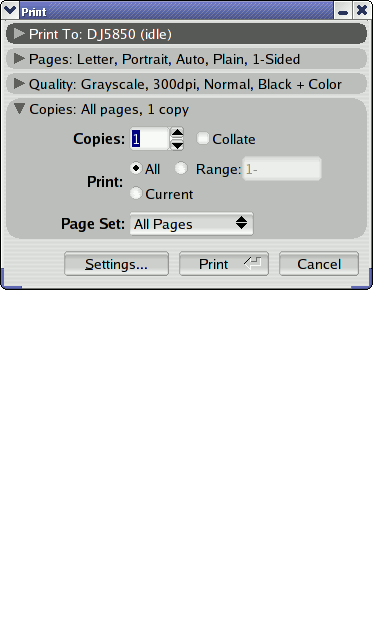 Print
Print To: DJ5850 (idle)
Pages: Letter, Portrait, Auto, Plain, 1-Sided
Quality: Grayscale, 300dpi, Normal, Black + Color
Copies: All pages, 1 copy
Copies: 1 Collate
Print: All Range: 1-
Current
Page Set: All Pages
Settings... Print Cancel